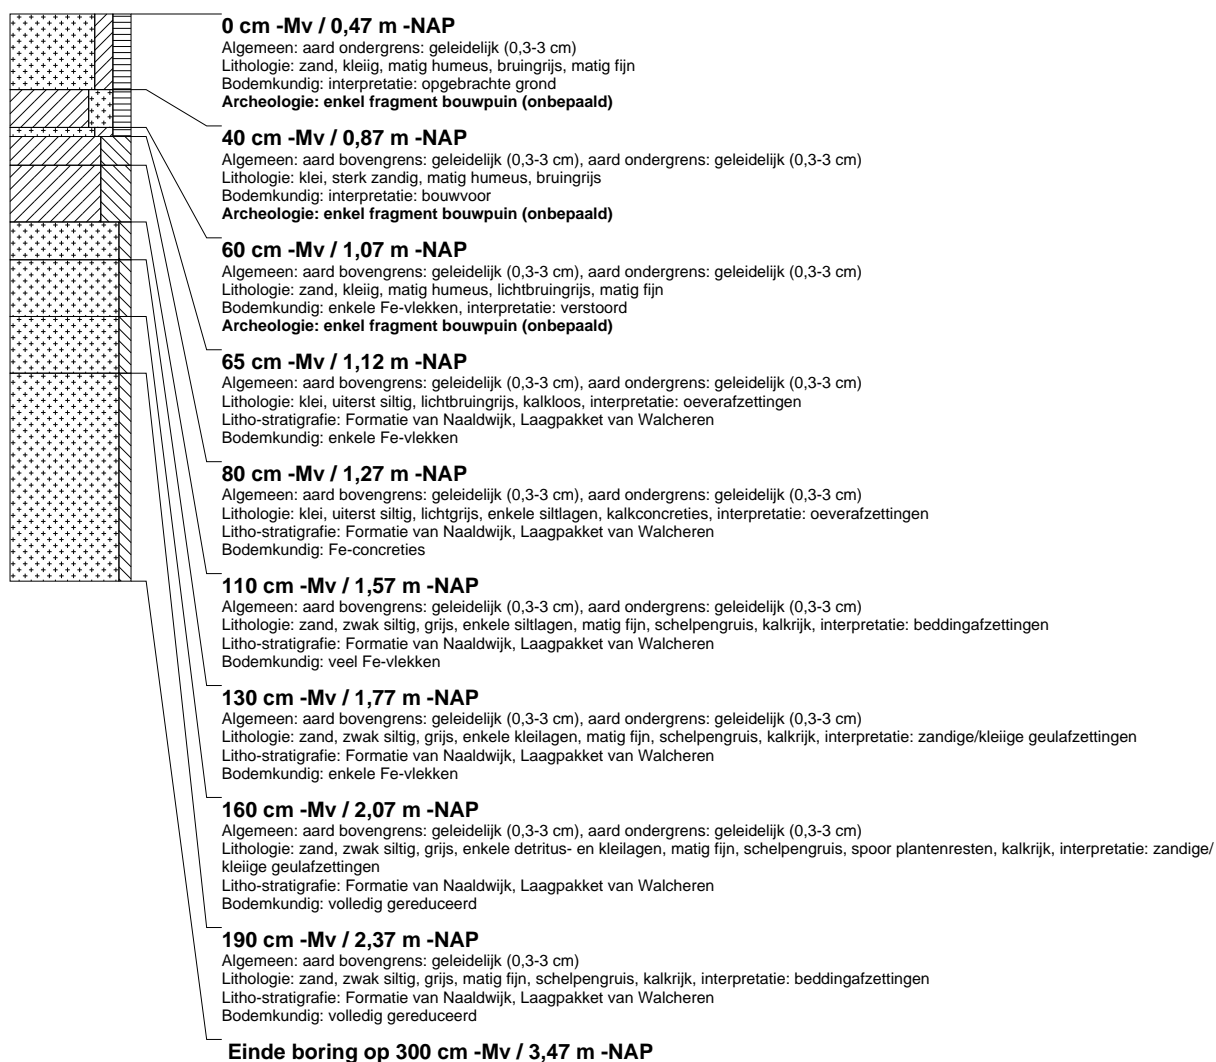 0 cm -Mv / 0,47 m -NAP
Algemeen: aard ondergrens: geleidelijk (0,3-3 cm)
Lithologie: zand, kleiig, matig humeus, bruingrijs, matig fijn
Bodemkundig: interpretatie: opgebrachte grond
Archeologie: enkel fragment bouwpuin (onbepaald)
40 cm -Mv / 0,87 m -NAP
Algemeen: aard bovengrens: geleidelijk (0,3-3 cm), aard ondergrens: geleidelijk (0,3-3 cm)
Lithologie: klei, sterk zandig, matig humeus, bruingrijs
Bodemkundig: interpretatie: bouwvoor
Archeologie: enkel fragment bouwpuin (onbepaald)
60 cm -Mv / 1,07 m -NAP
Algemeen: aard bovengrens: geleidelijk (0,3-3 cm), aard ondergrens: geleidelijk (0,3-3 cm)
Lithologie: zand, kleiig, matig humeus, lichtbruingrijs, matig fijn
Bodemkundig: enkele Fe-vlekken, interpretatie: verstoord
Archeologie: enkel fragment bouwpuin (onbepaald)
65 cm -Mv / 1,12 m -NAP
Algemeen: aard bovengrens: geleidelijk (0,3-3 cm), aard ondergrens: geleidelijk (0,3-3 cm)
Lithologie: klei, uiterst siltig, lichtbruingrijs, kalkloos, interpretatie: oeverafzettingen
Litho-stratigrafie: Formatie van Naaldwijk, Laagpakket van Walcheren
Bodemkundig: enkele Fe-vlekken
80 cm -Mv / 1,27 m -NAP
Algemeen: aard bovengrens: geleidelijk (0,3-3 cm), aard ondergrens: geleidelijk (0,3-3 cm)
Lithologie: klei, uiterst siltig, lichtgrijs, enkele siltlagen, kalkconcreties, interpretatie: oeverafzettingen
Litho-stratigrafie: Formatie van Naaldwijk, Laagpakket van Walcheren
Bodemkundig: Fe-concreties
110 cm -Mv / 1,57 m -NAP
Algemeen: aard bovengrens: geleidelijk (0,3-3 cm), aard ondergrens: geleidelijk (0,3-3 cm)
Lithologie: zand, zwak siltig, grijs, enkele siltlagen, matig fijn, schelpengruis, kalkrijk, interpretatie: beddingafzettingen
Litho-stratigrafie: Formatie van Naaldwijk, Laagpakket van Walcheren
Bodemkundig: veel Fe-vlekken
130 cm -Mv / 1,77 m -NAP
Algemeen: aard bovengrens: geleidelijk (0,3-3 cm), aard ondergrens: geleidelijk (0,3-3 cm)
Lithologie: zand, zwak siltig, grijs, enkele kleilagen, matig fijn, schelpengruis, kalkrijk, interpretatie: zandige/kleiige geulafzettingen
Litho-stratigrafie: Formatie van Naaldwijk, Laagpakket van Walcheren
Bodemkundig: enkele Fe-vlekken
160 cm -Mv / 2,07 m -NAP
Algemeen: aard bovengrens: geleidelijk (0,3-3 cm), aard ondergrens: geleidelijk (0,3-3 cm)
Lithologie: zand, zwak siltig, grijs, enkele detritus- en kleilagen, matig fijn, schelpengruis, spoor plantenresten, kalkrijk, interpretatie: zandige/
kleiige geulafzettingen
Litho-stratigrafie: Formatie van Naaldwijk, Laagpakket van Walcheren
Bodemkundig: volledig gereduceerd
190 cm -Mv / 2,37 m -NAP
Algemeen: aard bovengrens: geleidelijk (0,3-3 cm)
Lithologie: zand, zwak siltig, grijs, matig fijn, schelpengruis, kalkrijk, interpretatie: beddingafzettingen
Litho-stratigrafie: Formatie van Naaldwijk, Laagpakket van Walcheren
Bodemkundig: volledig gereduceerd
Einde boring op 300 cm -Mv / 3,47 m -NAP